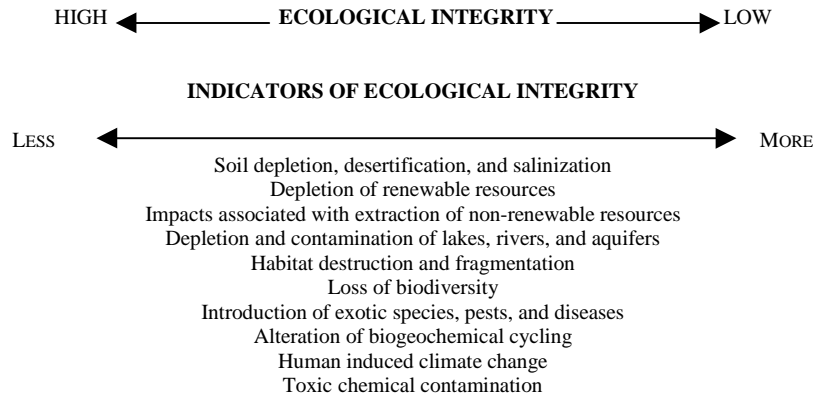 HIGH ECOLOGICAL INTEGRITY LOW
INDICATORS OF ECOLOGICAL INTEGRITY
LESS MORE
Soil depletion, desertification, and salinization
Depletion of renewable resources
Impacts associated with extraction of non-renewable resources
Depletion and contamination of lakes, rivers, and aquifers
Habitat destruction and fragmentation
Loss of biodiversity
Introduction of exotic species, pests, and diseases
Alteration of biogeochemical cycling
Human induced climate change
Toxic chemical contamination